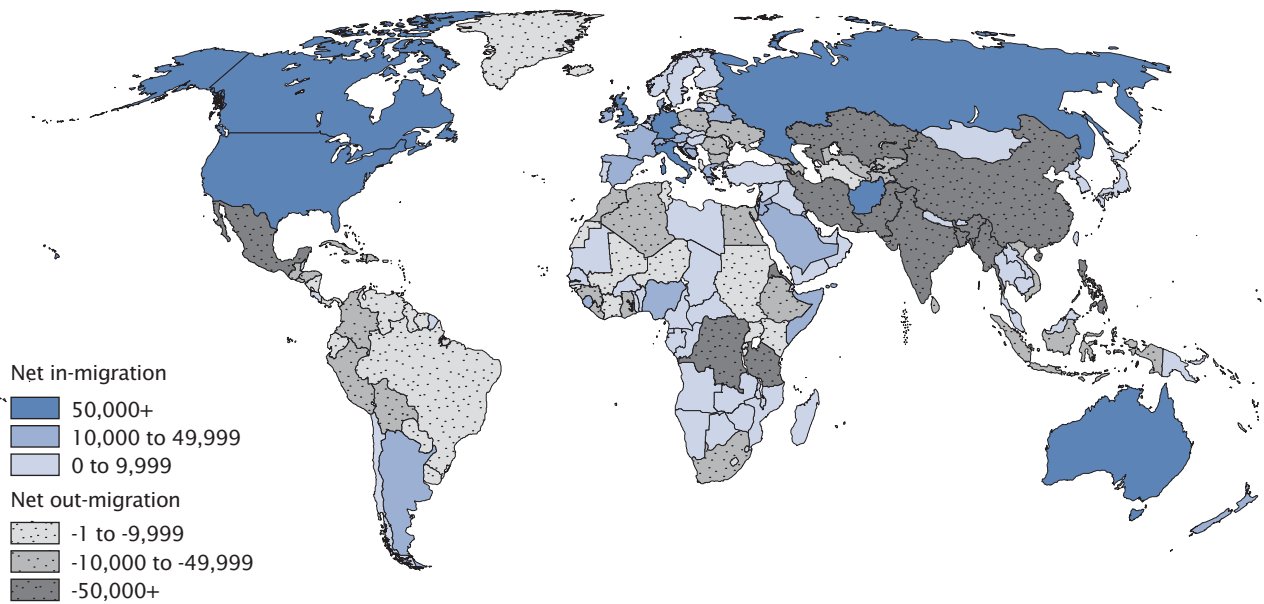 Net in-migration
50,000+
10,000 to 49,999
0 to 9,999
Net out-migration
-1 to -9,999
-10,000 to -49,999
-50,000+